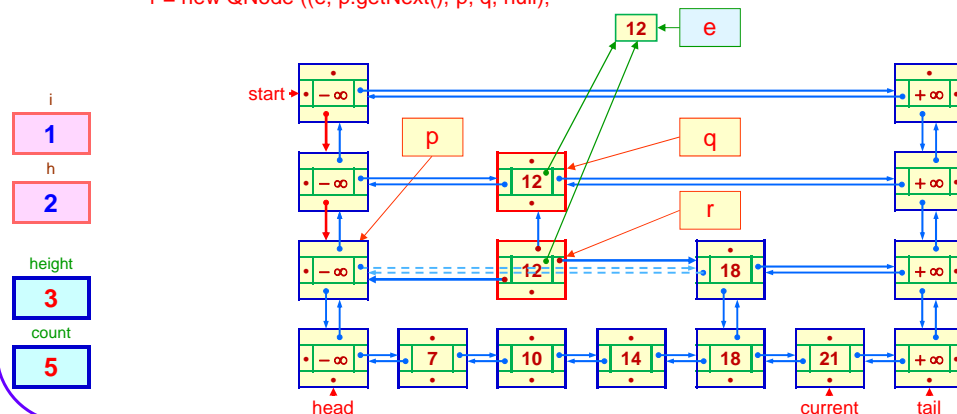 r = new QNode ((e, p.getNext(), p, q, null);
12 e
start − ∞ + ∞
i
1
p q
h
2
− ∞ 12 + ∞
r
height
3
− ∞ 12 18 + ∞
count
5
− ∞ 7 10 14 18 21 + ∞
head current tail